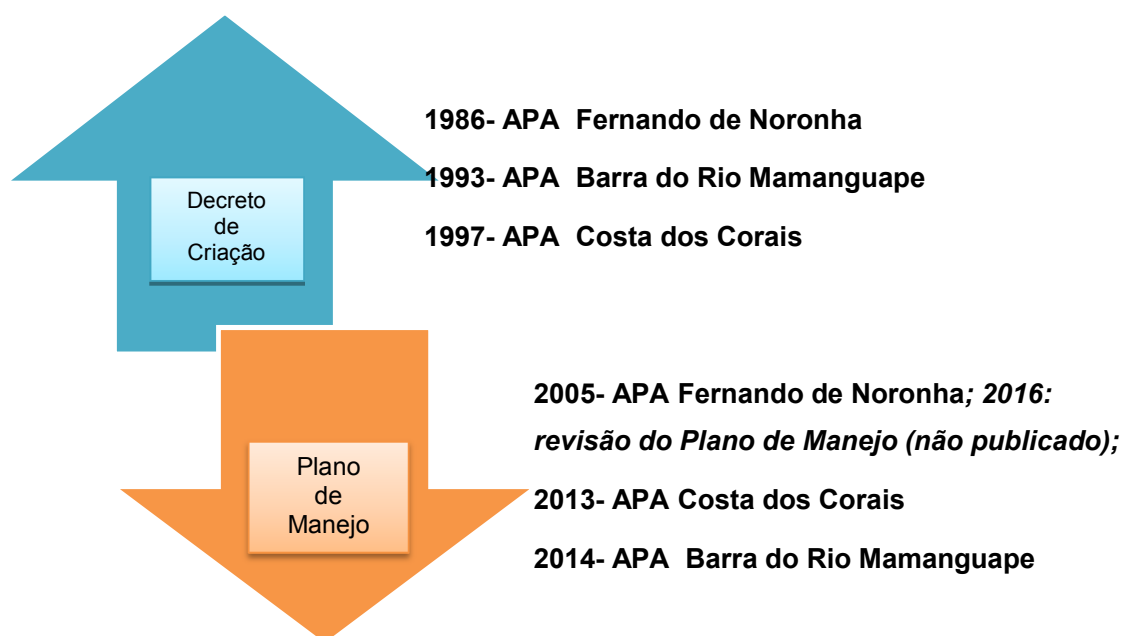 Decreto
de
Criação
1986- APA  Fernando de Noronha
1993- APA  Barra do Rio Mamanguape
1997- APA  Costa dos Corais
Plano
de
Manejo
2005- APA Fernando de Noronha; 2016:
revisão do Plano de Manejo (não publicado);
2013- APA Costa dos Corais
2014- APA  Barra do Rio Mamanguape